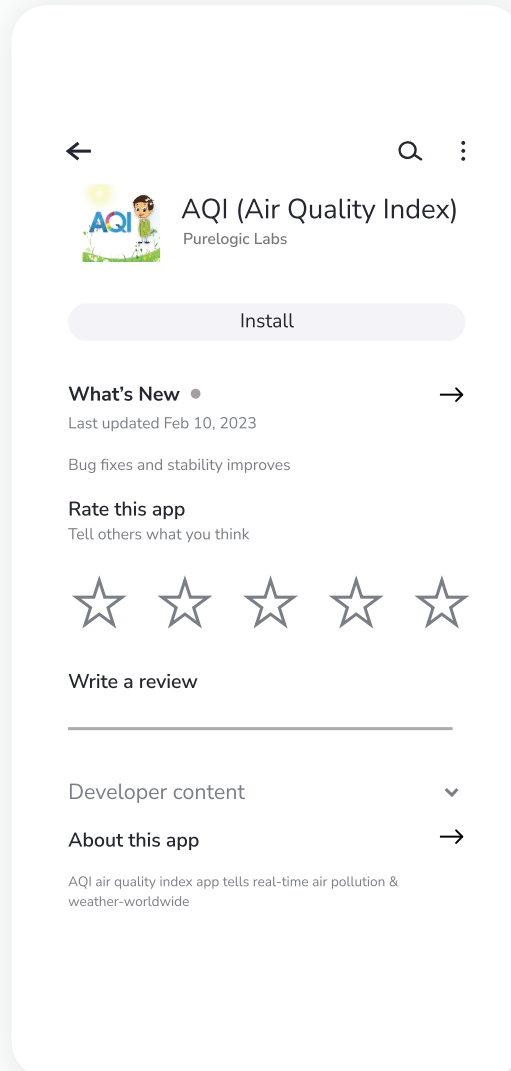 AQI (Air Quality Index)
AQI
Purelogic Labs
Install
What’s New
Last updated Feb 10, 2023
Bug fixes and stability improves
Rate this app
Tell others what you think
Write a review
Developer content
About this app
AQI air quality index app tells real-time air pollution &
weather-worldwide